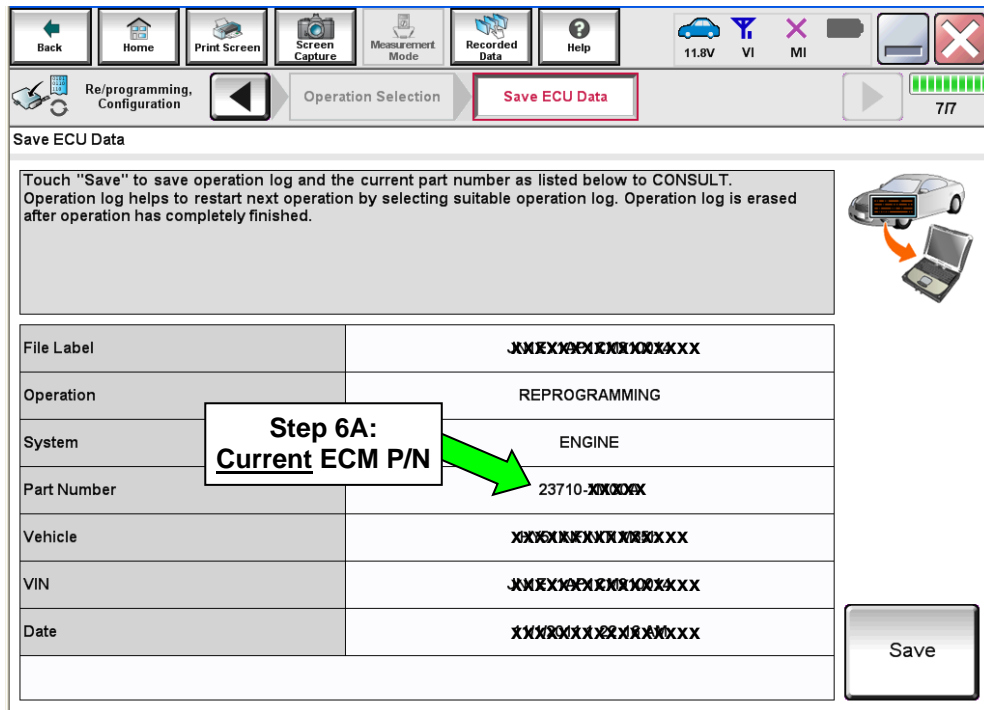 Back
Home
Print Screen
Screen Capture
Measurement Mode
Recorded Data
Help
11.8V
VI
MI
Re/programming, Configuration
Operation Selection
Save ECU Data
7/7
Save ECU Data
Touch "Save" to save operation log and the current part number as listed below to CONSULT.
Operation log helps to restart next operation by selecting suitable operation log. Operation log is erased
after operation has completely finished.
File Label
Operation
REPROGRAMMING
Step 6A:
Current ECM P/N
System
ENGINE
Part Number
23710-
Vehicle
VIN
Date
Save